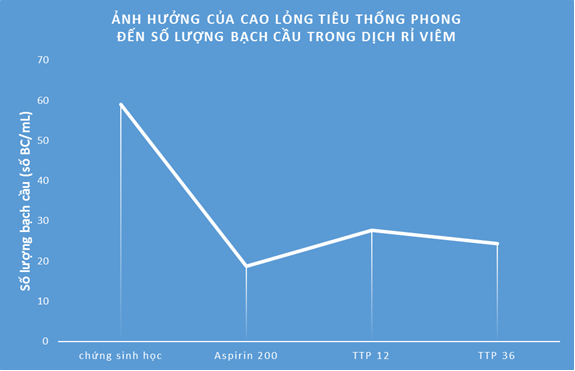 ẢNH HƯỞNG CỦA CAO LỎNG TIÊU THỐNG PHONG
ĐẾN SỐ LƯỢNG BẠCH CẦU TRONG DỊCH RỈ VIÊM
Số lượng bạch cầu (số BC/mL)
70
60
50
40
30
20
10
0
chứng sinh học Aspirin 200 TTP 12 TTP 36